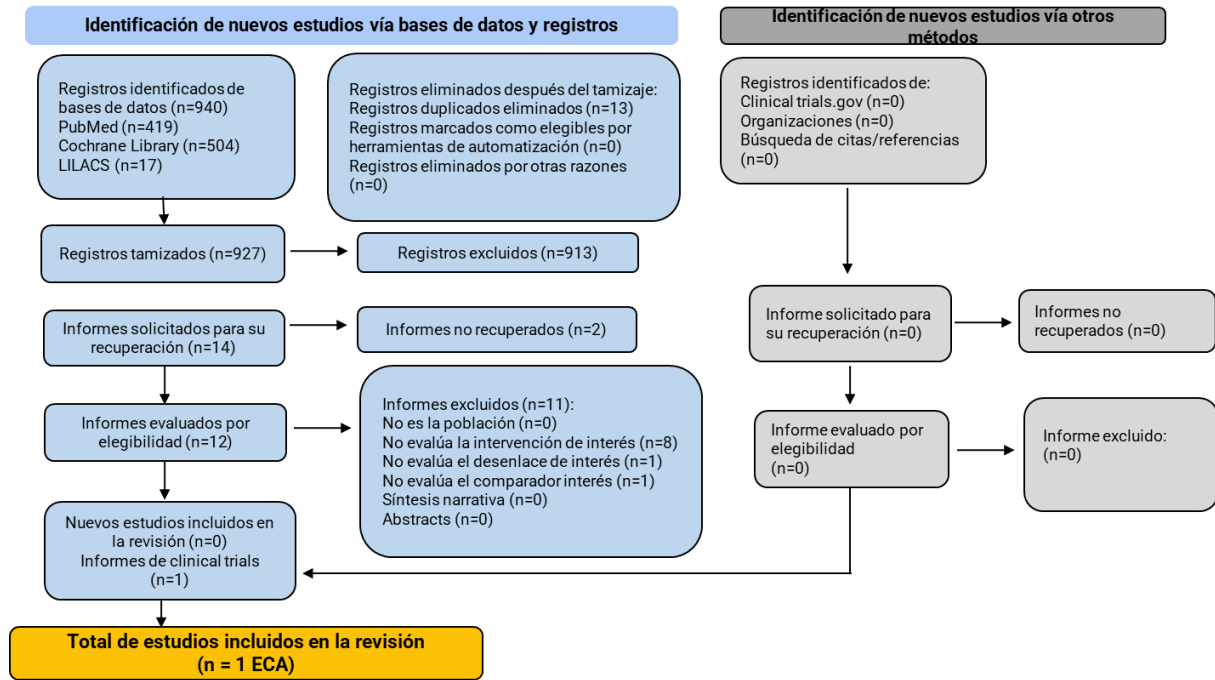 Identificación de nuevos estudios vía bases de datos y registros
Identificación de nuevos estudios vía otros
métodos
Registros identificados de
bases de datos (n=940)
PubMed (n=419)
Cochrane Library (n=504)
LILACS (n=17)
Registros eliminados después del tamizaje:
Registros duplicados eliminados (n=13)
Registros marcados como elegibles por
herramientas de automatización (n=0)
Registros eliminados por otras razones
(n=0)
Registros identificados de:
Clinical trials.gov (n=0)
Organizaciones (n=0)
Búsqueda de citas/referencias
(n=0)
Registros tamizados (n=927)
Registros excluidos (n=913)
Informes solicitados para su
recuperación (n=14)
Informes no recuperados (n=2)
Informe solicitado para
su recuperación (n=0)
Informes no
recuperados (n=0)
Informes evaluados por
elegibilidad (n=12)
Informes excluidos (n=11):
No es la población (n=0)
No evalúa la intervención de interés (n=8)
No evalúa el desenlace de interés (n=1)
No evalúa el comparador interés (n=1)
Síntesis narrativa (n=0)
Abstracts (n=0)
Informe evaluado por
elegibilidad
(n=0)
Informe excluido:
(n=0)
Nuevos estudios incluidos en
la revisión (n=0)
Informes de clinical trials
(n=1)
Total de estudios incluidos en la revisión
(n = 1 ECA)